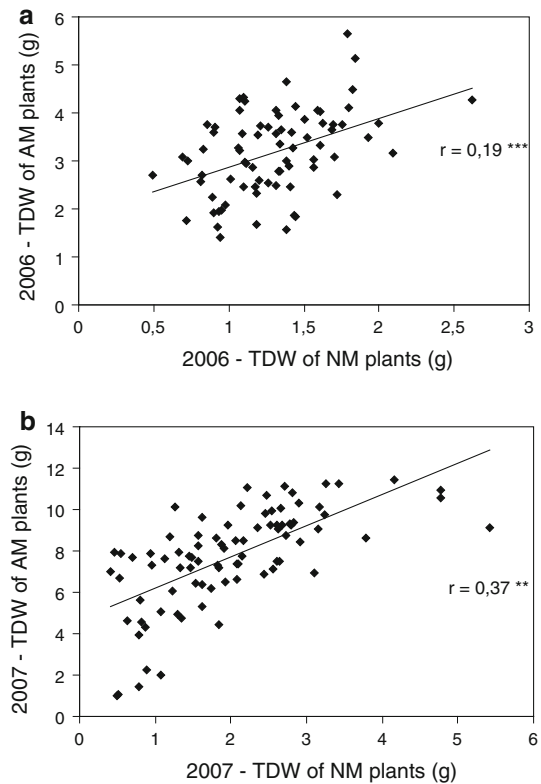 a
2006 - TDW of AM plants (g)
6
5
4
3
2
1
0
r = 0,19 ***
0 0,5 1 1,5 2 2,5 3
2006 - TDW of NM plants (g)
b
2007 - TDW of AM plants (g)
14
12
10
8
6
4
2
0
r = 0,37 **
0 1 2 3 4 5 6
2007 - TDW of NM plants (g)